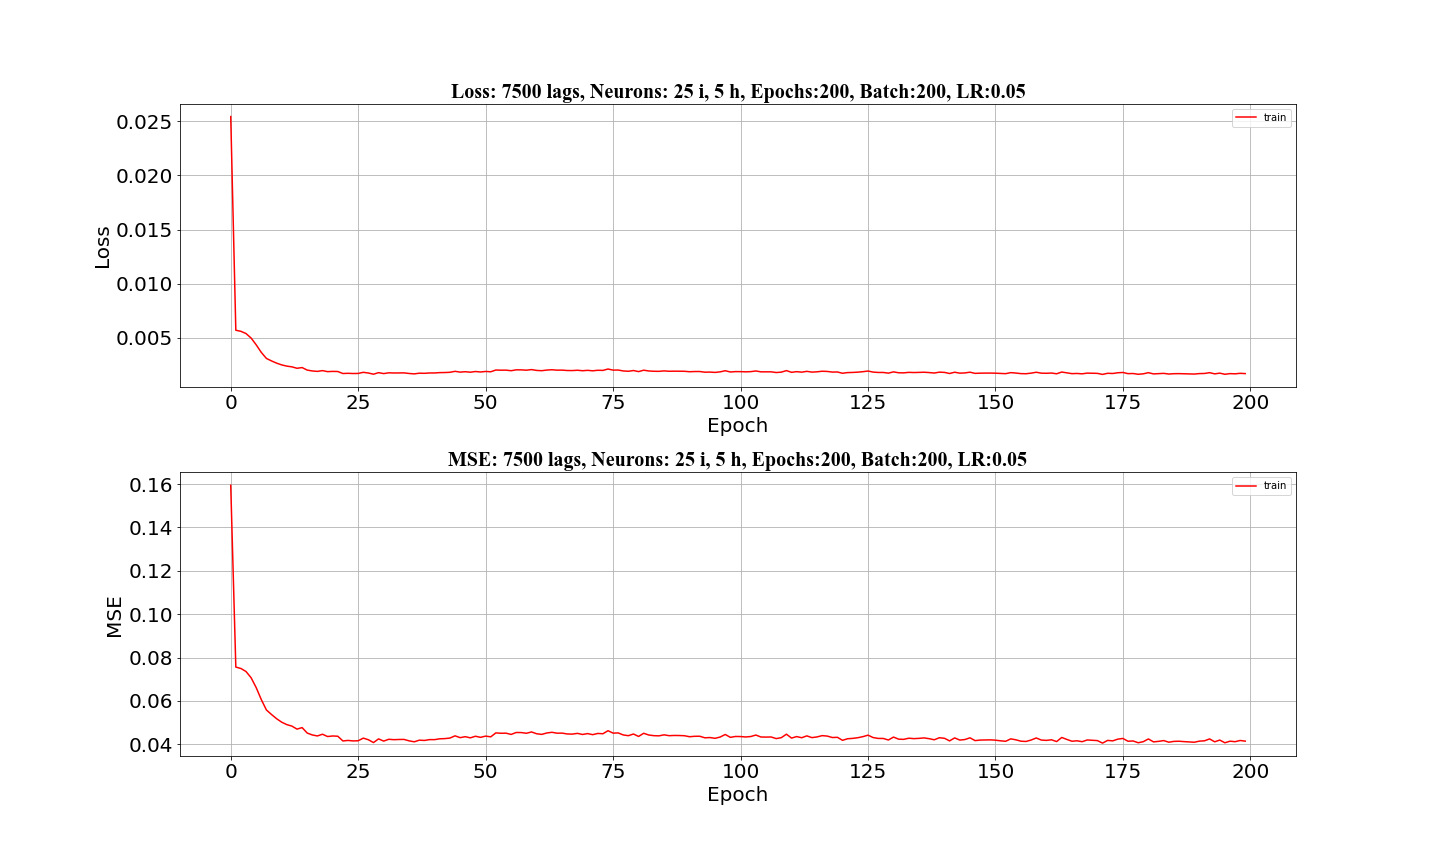 Loss: 7500 lags, Neurons: 25 i, 5 h, Epochs:200, Batch:200, LR:0.05
train
0.025
0.020
0.015
0.010
0.005
Loss
0 25 50 75 100 125 150 175 200
Epoch
MSE: 7500 lags, Neurons: 25 i, 5 h, Epochs:200, Batch:200, LR:0.05
train
0.16
0.14
0.12
0.10
0.08
0.06
0.04
MSE
0 25 50 75 100 125 150 175 200
Epoch